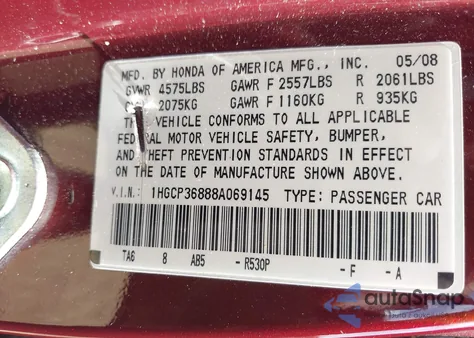 MFD. BY HONDA OF AMERICA MFG., INC. 05/08
GVWR 4575LBS GAWR F 2557LBS R 2061LBS
2075KG GAWR F 1160KG R 935KG
VEHICLE CONFORMS TO ALL APPLICABLE
FEDERAL MOTOR VEHICLE SAFETY, BUMPER,
AND THEFT PREVENTION STANDARDS IN EFFECT
ON THE DATE OF MANUFACTURE SHOWN ABOVE.
V.I.N.: 1HGCP36888A069145 TYPE: PASSENGER CAR
TA6 8 AB5 - R530P - F - A
autoSnap